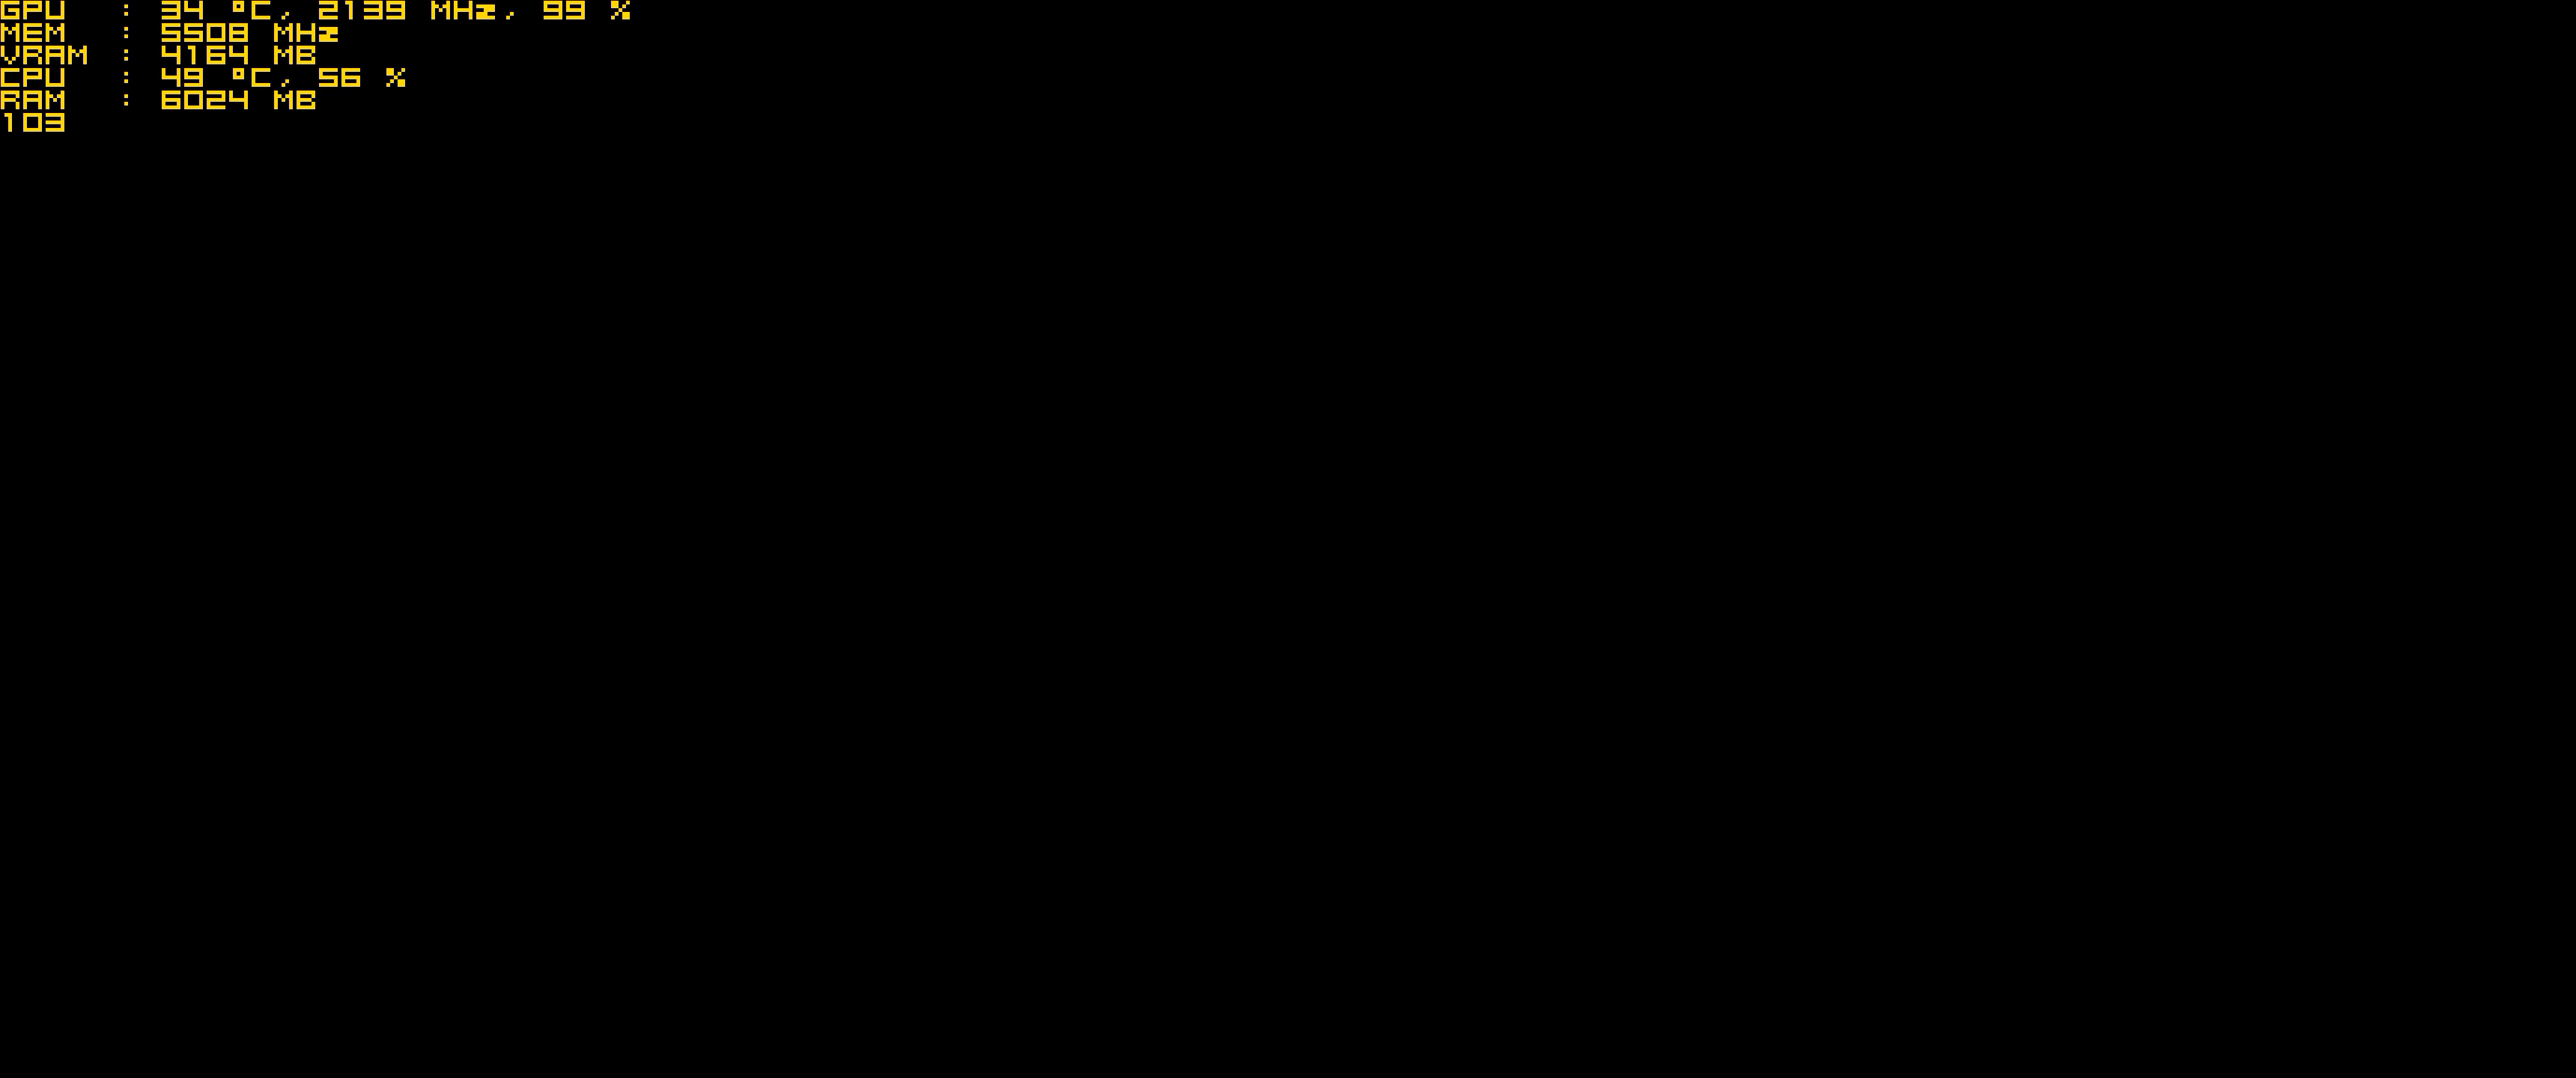 GPU : 34 °C, 2139 MHz, 99 %
MEM : 5508 MHz
VRAM : 4164 MB
CPU : 49 °C, 56 %
RAM : 6024 MB
103